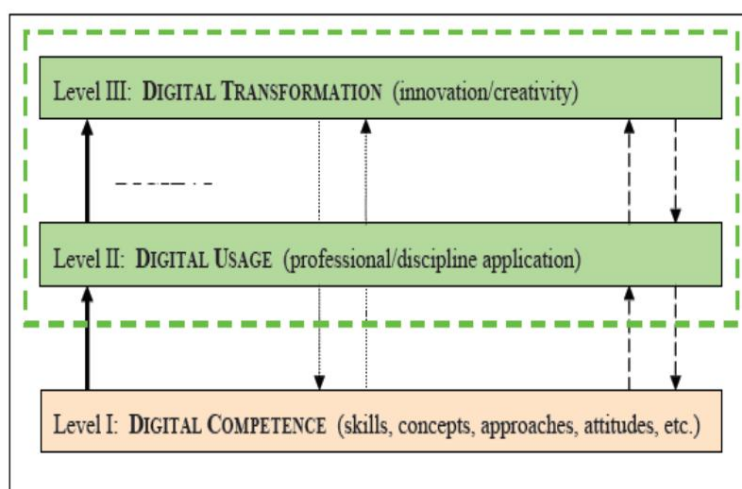 Level III: DIGITAL TRANSFORMATION (innovation/creativity)
Level II: DIGITAL USAGE (professional/discipline application)
Level I: DIGITAL COMPETENCE (skills, concepts, approaches, attitudes, etc.)